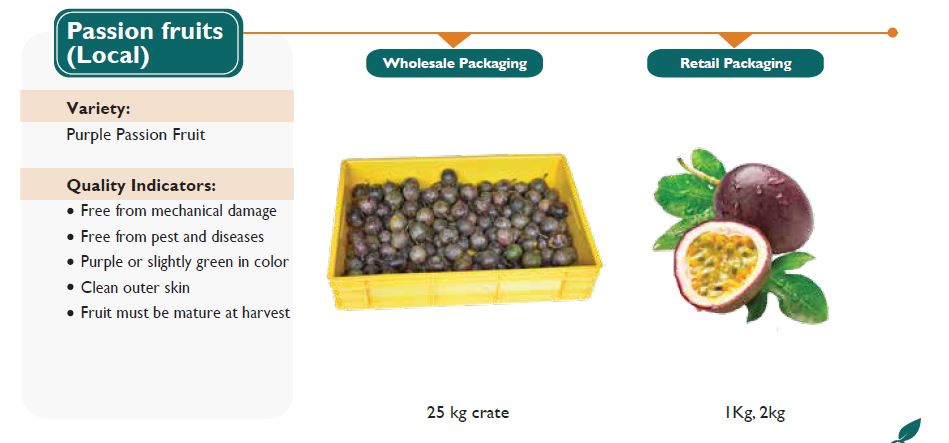 Passion fruits
(Local)
Wholesale Packaging
Retail Packaging
Variety:
Purple Passion Fruit
Quality Indicators:
• Free from mechanical damage
• Free from pest and diseases
• Purple or slightly green in color
• Clean outer skin
• Fruit must be mature at harvest
25 kg crate
1Kg, 2kg